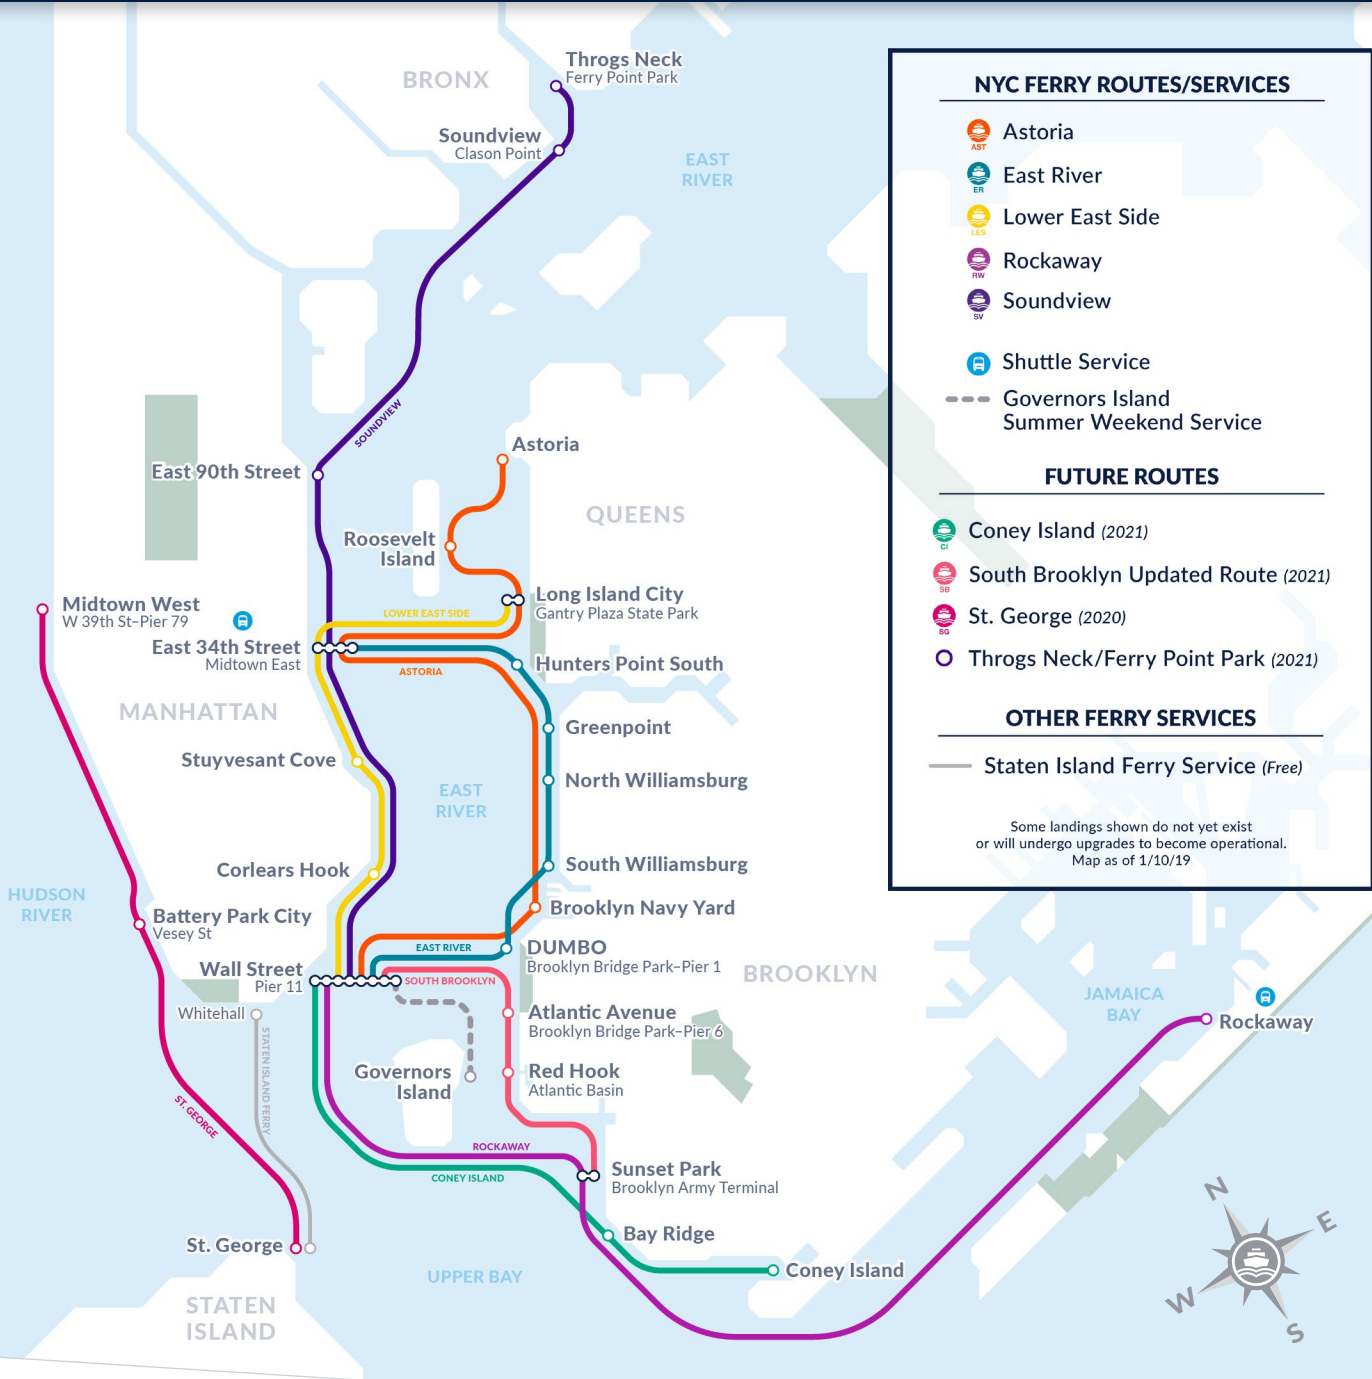 Throgs Neck
Ferry Point Park
BRONX
Soundview
Clason Point
EAST
RIVER
SOUNDVIEW
East 90th Street
Astoria
QUEENS
Roosevelt
Island
Long Island City
Gantry Plaza State Park
LOWER EAST SIDE
Midtown West
W 39th St–Pier 79
East 34th Street
Midtown East
Hunters Point South
ASTORIA
MANHATTAN
Greenpoint
Stuyvesant Cove
North Williamsburg
EAST
RIVER
Corlears Hook
South Williamsburg
HUDSON
RIVER
Battery Park City
Vesey St
Brooklyn Navy Yard
EAST RIVER
DUMBO
Brooklyn Bridge Park–Pier 1
BROOKLYN
Wall Street
Pier 11
SOUTH BROOKLYN
Whitehall
Atlantic Avenue
Brooklyn Bridge Park–Pier 6
JAMAICA
BAY
Rockaway
STATEN ISLAND FERRY
Governors
Island
Red Hook
Atlantic Basin
ST. GEORGE
ROCKAWAY
CONEY ISLAND
Sunset Park
Brooklyn Army Terminal
St. George
Bay Ridge
UPPER BAY
Coney Island
STATEN
ISLAND
N
E
W
S
NYC FERRY ROUTES/SERVICES
AST
Astoria
ER
East River
LES
Lower East Side
RW
Rockaway
SV
Soundview
Shuttle Service
Governors Island
Summer Weekend Service
FUTURE ROUTES
CI
Coney Island (2021)
SB
South Brooklyn Updated Route (2021)
SG
St. George (2020)
Throgs Neck/Ferry Point Park (2021)
OTHER FERRY SERVICES
Staten Island Ferry Service (Free)
Some landings shown do not yet exist
or will undergo upgrades to become operational.
Map as of 1/10/19